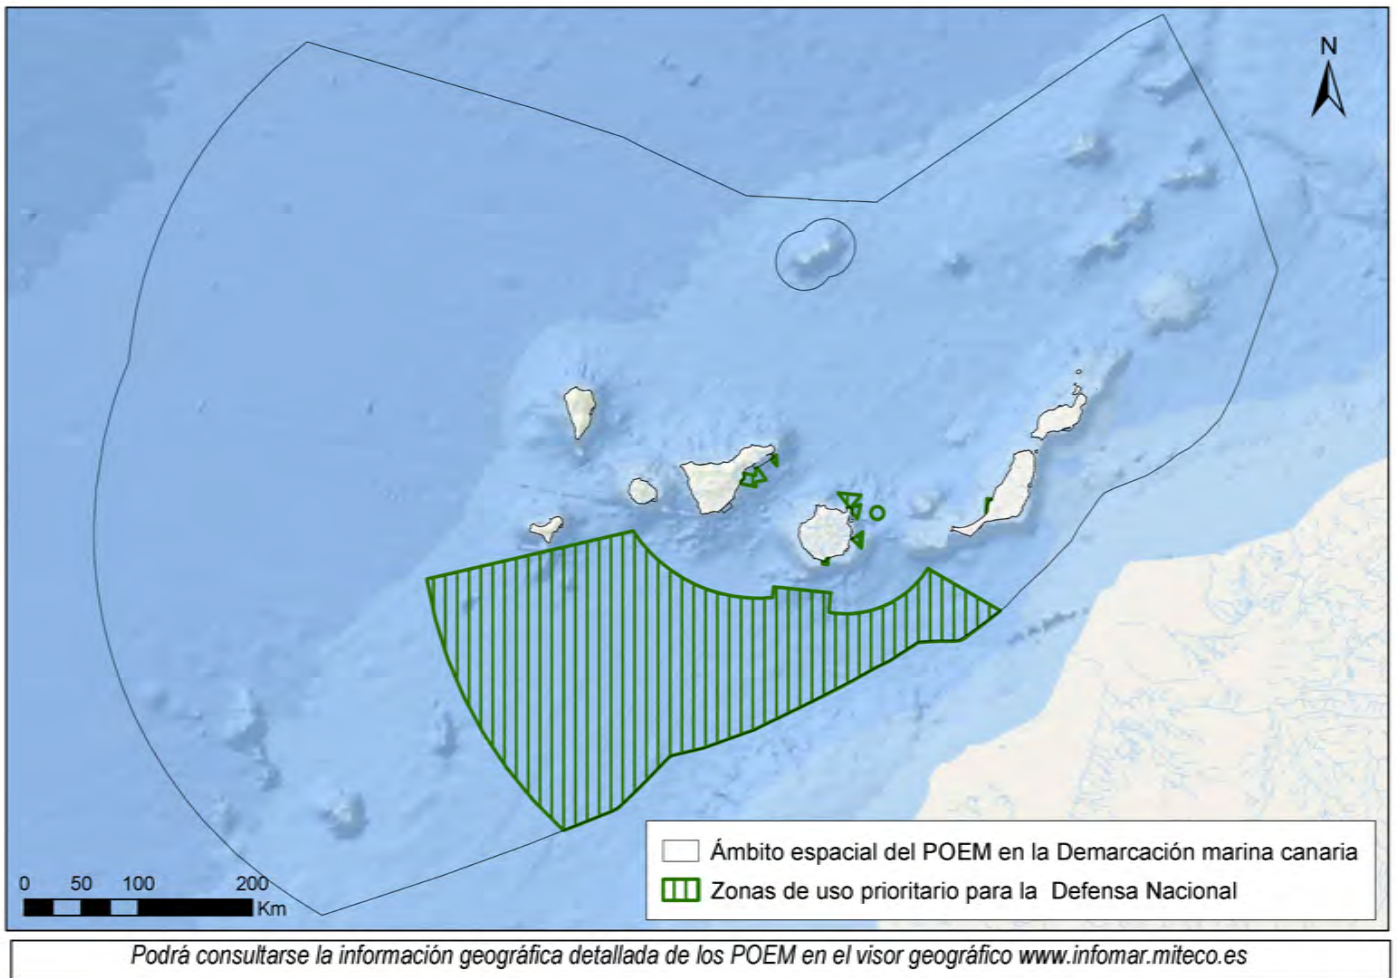 N
Ámbito espacial del POEM en la Demarcación marina canaria
Zonas de uso prioritario para la Defensa Nacional
0 50 100 200
Km
Podrá consultarse la información geográfica detallada de los POEM en el visor geográfico www.infomar.miteco.es